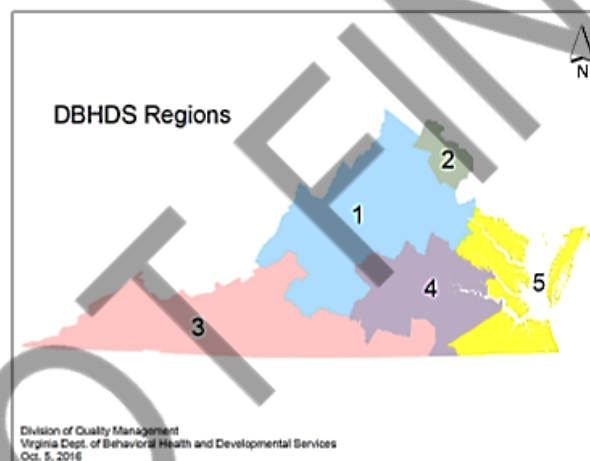 N
DBHDS Regions
2
1
5
4
3
Division of Quality Management
Virginia Dept. of Behavioral Health and Developmental Services
Oct. 5, 2016